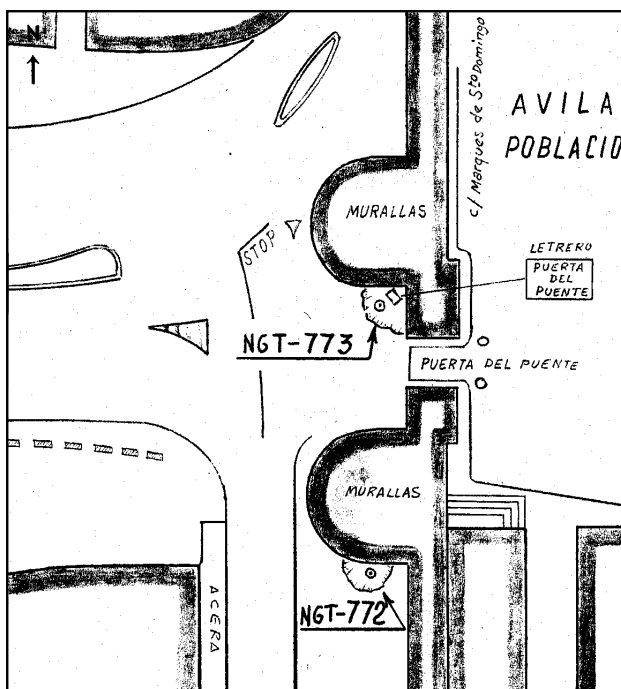 N
c/ Marques de Sto Domingo
AVILA
POBLACIO
MURALLAS
STOP
LETRERO
PUERTA
DEL
PUENTE
NGT-773
PUERTA DEL PUENTE
MURALLAS
NGT-772
ACERA